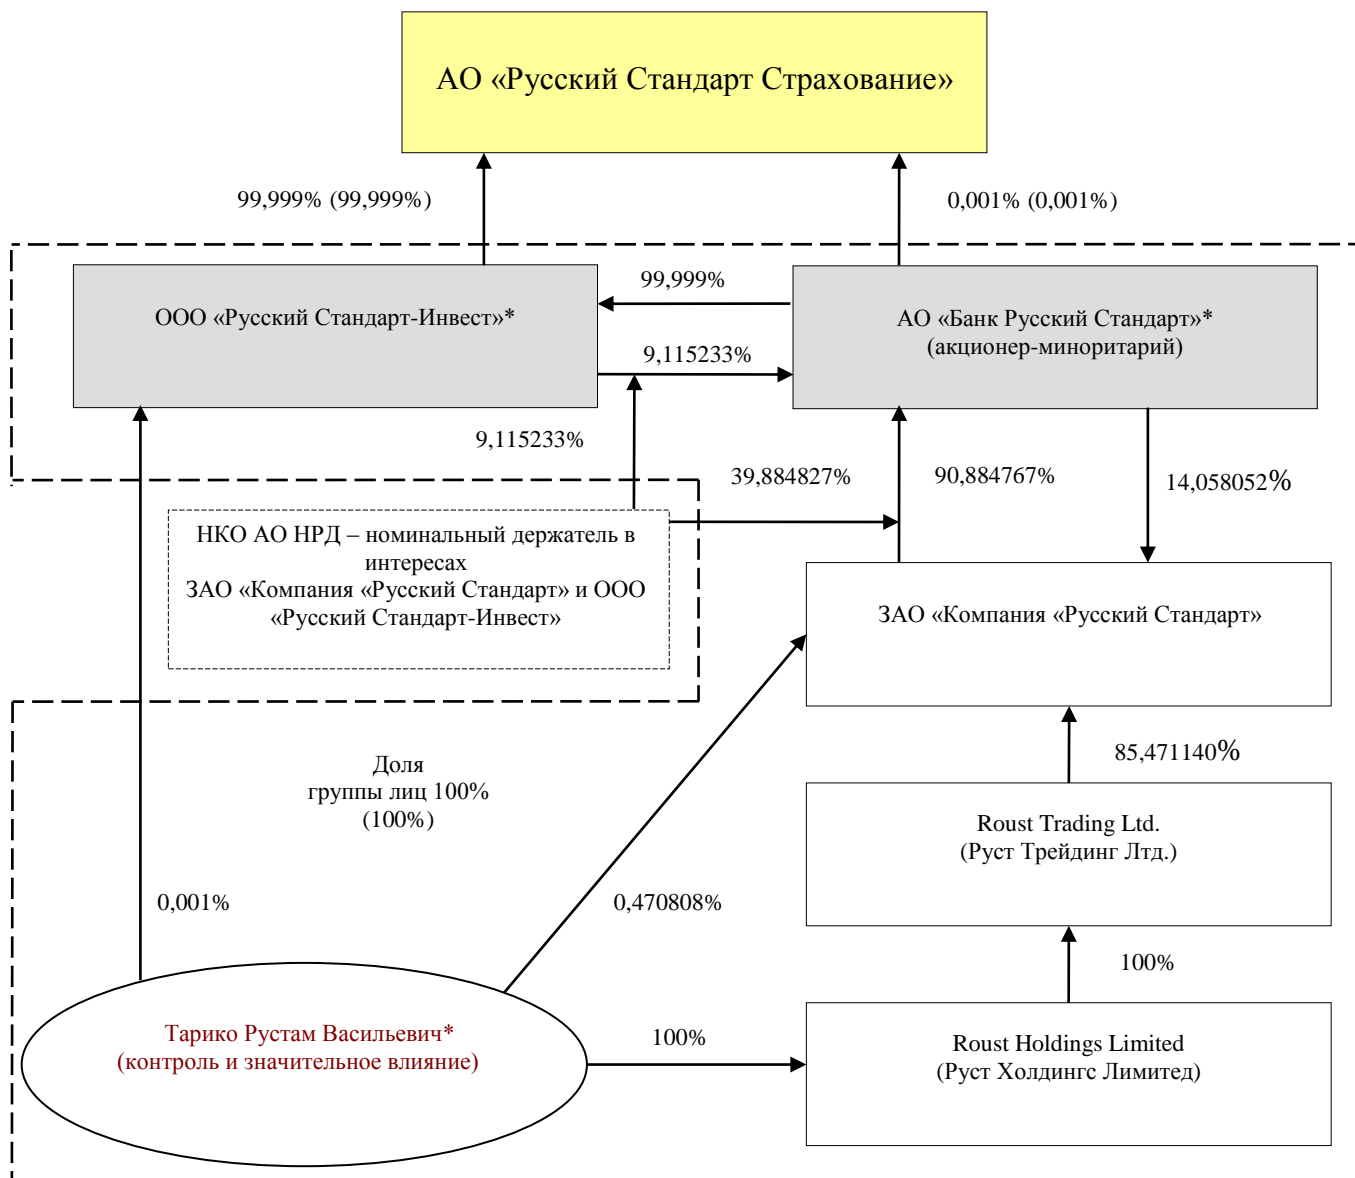 АО «Русский Стандарт Страхование»
99,999% (99,999%)
0,001% (0,001%)
ООО «Русский Стандарт-Инвест»*
99,999%
9,115233%
АО «Банк Русский Стандарт»*
(акционер-миноритарий)
9,115233%
39,884827%
90,884767%
14,058052%
НКО АО НРД – номинальный держатель в
интересах
ЗАО «Компания «Русский Стандарт» и ООО
«Русский Стандарт-Инвест»
ЗАО «Компания «Русский Стандарт»
85,471140%
Доля
группы лиц 100%
(100%)
Roust Trading Ltd.
(Руст Трейдинг Лтд.)
0,001%
0,470808%
100%
Тарико Рустам Васильевич*
(контроль и значительное влияние)
100%
Roust Holdings Limited
(Руст Холдингс Лимитед)